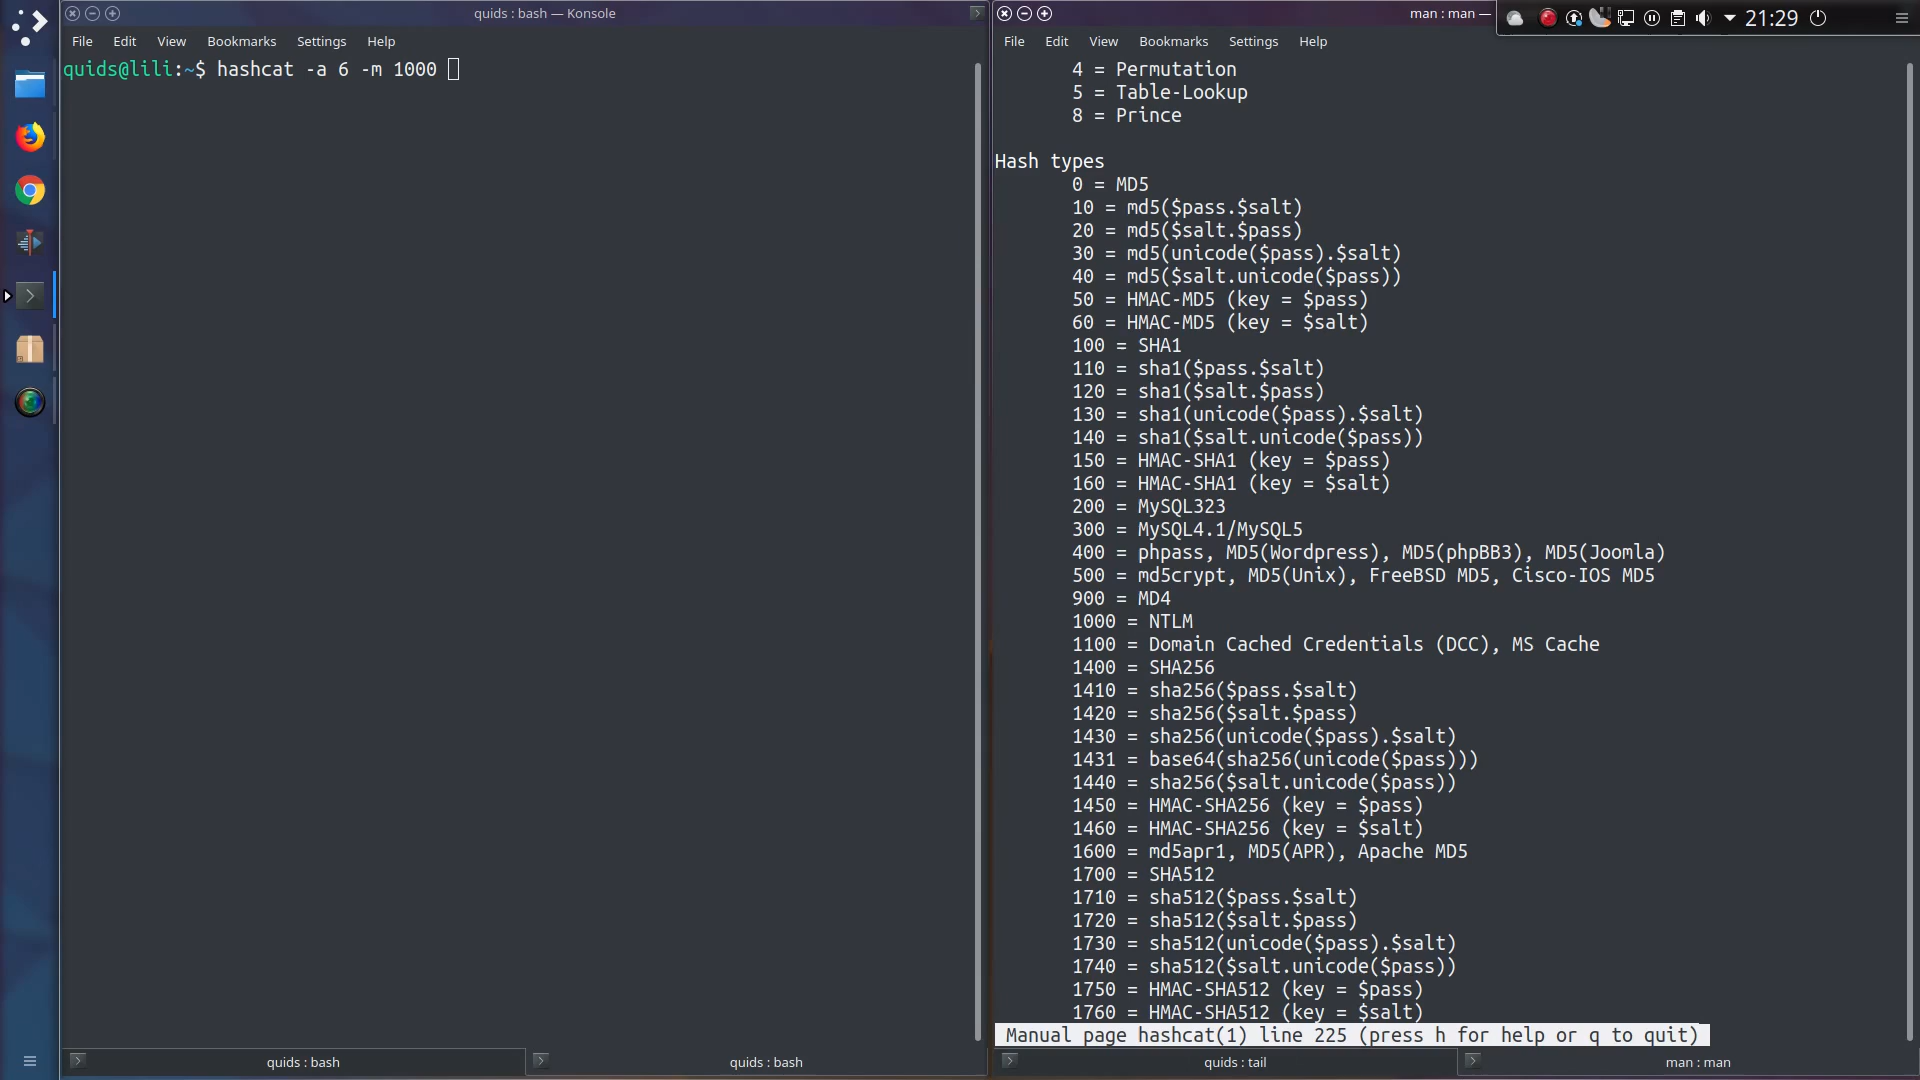 quids : bash — Konsole
File Edit View Bookmarks Settings Help
quids@lili:~$ hashcat -a 6 -m 1000
quids : bash
quids : bash
man : man —
21:29
File Edit View Bookmarks Settings Help
4 = Permutation
5 = Table-Lookup
8 = Prince
Hash types
0 = MD5
10 = md5($pass.$salt)
20 = md5($salt.$pass)
30 = md5(unicode($pass).$salt)
40 = md5($salt.unicode($pass))
50 = HMAC-MD5 (key = $pass)
60 = HMAC-MD5 (key = $salt)
100 = SHA1
110 = sha1($pass.$salt)
120 = sha1($salt.$pass)
130 = sha1(unicode($pass).$salt)
140 = sha1($salt.unicode($pass))
150 = HMAC-SHA1 (key = $pass)
160 = HMAC-SHA1 (key = $salt)
200 = MySQL323
300 = MySQL4.1/MySQL5
400 = phpass, MD5(Wordpress), MD5(phpBB3), MD5(Joomla)
500 = md5crypt, MD5(Unix), FreeBSD MD5, Cisco-IOS MD5
900 = MD4
1000 = NTLM
1100 = Domain Cached Credentials (DCC), MS Cache
1400 = SHA256
1410 = sha256($pass.$salt)
1420 = sha256($salt.$pass)
1430 = sha256(unicode($pass).$salt)
1431 = base64(sha256(unicode($pass)))
1440 = sha256($salt.unicode($pass))
1450 = HMAC-SHA256 (key = $pass)
1460 = HMAC-SHA256 (key = $salt)
1600 = md5apr1, MD5(APR), Apache MD5
1700 = SHA512
1710 = sha512($pass.$salt)
1720 = sha512($salt.$pass)
1730 = sha512(unicode($pass).$salt)
1740 = sha512($salt.unicode($pass))
1750 = HMAC-SHA512 (key = $pass)
1760 = HMAC-SHA512 (key = $salt)
Manual page hashcat(1) line 225 (press h for help or q to quit)
quids : tail
man : man